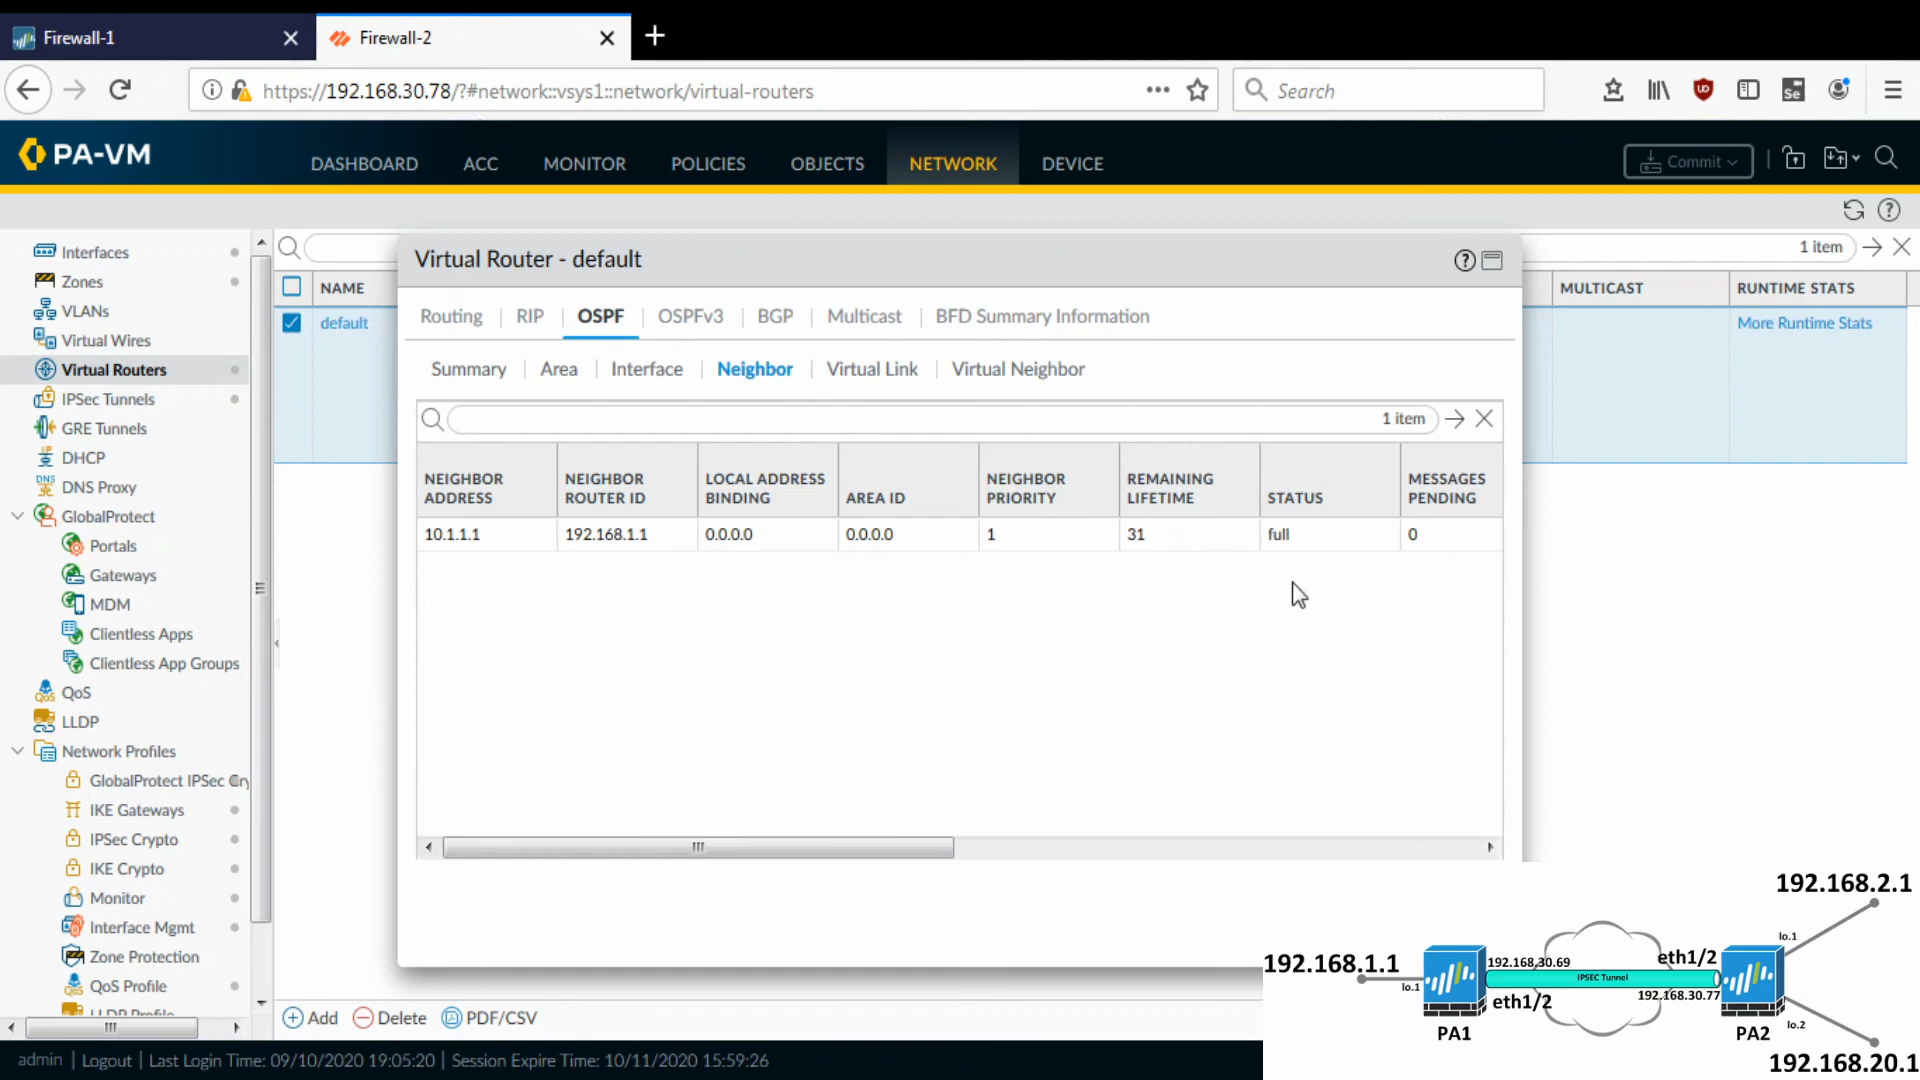 Firewall-1
Firewall-2
https://192.168.30.78/?#network::vsys1::network/virtual-routers
Search
PA-VM
DASHBOARD
ACC
MONITOR
POLICIES
OBJECTS
NETWORK
DEVICE
Commit
Interfaces
Zones
VLANs
Virtual Wires
Virtual Routers
IPSec Tunnels
GRE Tunnels
DHCP
DNS Proxy
GlobalProtect
Portals
Gateways
MDM
Clientless Apps
Clientless App Groups
QoS
LLDP
Network Profiles
GlobalProtect IPSec Cry
IKE Gateways
IPSec Crypto
IKE Crypto
Monitor
Interface Mgmt
Zone Protection
QoS Profile
LLDP Profile
1 item
NAME
MULTICAST
RUNTIME STATS
default
More Runtime Stats
Virtual Router - default
Routing
RIP
OSPF
OSPFv3
BGP
Multicast
BFD Summary Information
Summary
Area
Interface
Neighbor
Virtual Link
Virtual Neighbor
1 item
NEIGHBOR ADDRESS
NEIGHBOR ROUTER ID
LOCAL ADDRESS BINDING
AREA ID
NEIGHBOR PRIORITY
REMAINING LIFETIME
STATUS
MESSAGES PENDING
10.1.1.1
192.168.1.1
0.0.0.0
0.0.0.0
1
31
full
0
Add
Delete
PDF/CSV
admin | Logout | Last Login Time: 09/10/2020 19:05:20 | Session Expire Time: 10/11/2020 15:59:26
192.168.2.1
lo.1
192.168.1.1
lo.1
192.168.30.69
eth1/2
IPSEC Tunnel
eth1/2
192.168.30.77
PA1
PA2
lo.2
192.168.20.1